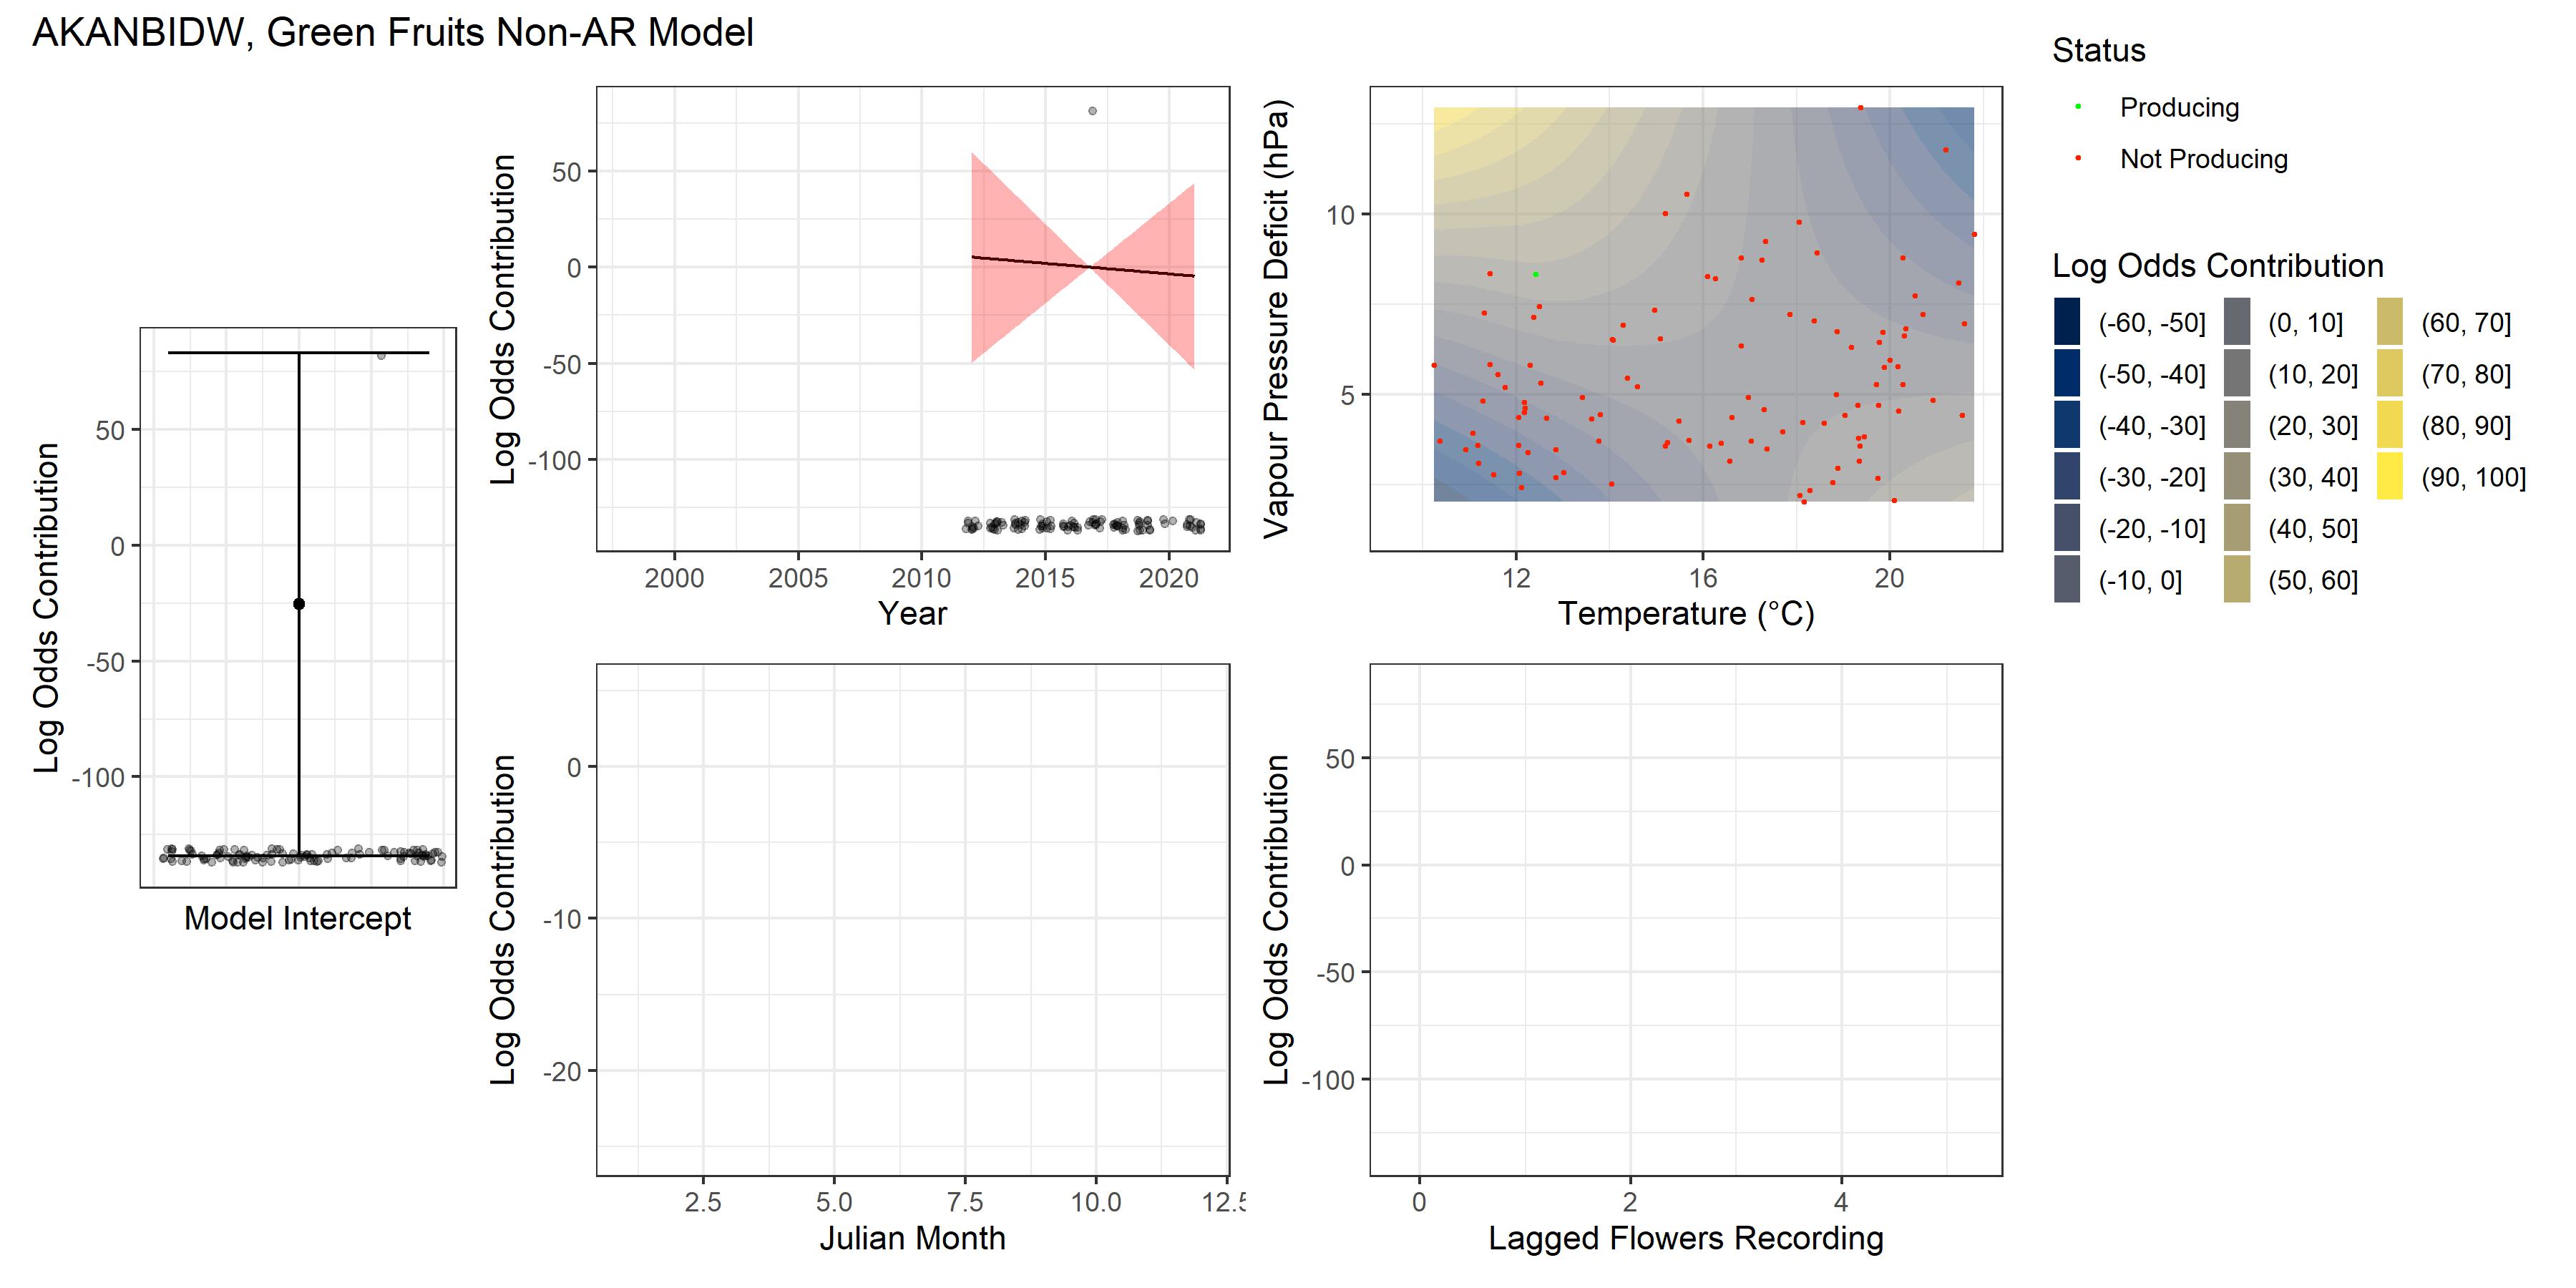 AKANBIDW, Green Fruits Non-AR Model
Log Odds Contribution
50
0
-50
-100
Model Intercept
Log Odds Contribution
50
0
-50
-100
2000 2005 2010 2015 2020
Year
Vapour Pressure Deficit (hPa)
10
5
12 16 20
Temperature (°C)
Log Odds Contribution
0
-10
-20
2.5 5.0 7.5 10.0 12.5
Julian Month
Log Odds Contribution
50
0
-50
-100
0 2 4
Lagged Flowers Recording
Status
Producing
Not Producing
Log Odds Contribution
(-60, -50] (0, 10] (60, 70]
(-50, -40] (10, 20] (70, 80]
(-40, -30] (20, 30] (80, 90]
(-30, -20] (30, 40] (90, 100]
(-20, -10] (40, 50]
(-10, 0] (50, 60]